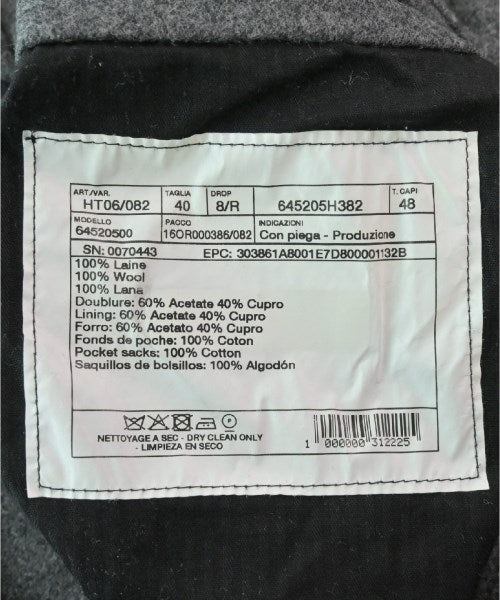 ART/VAR. TAGLIA DROP T. CAPI
HT06/082 40 8/R 645205H382 48
MODELLO PACCO INDICAZIONI
64520500 16OR000386/082 Con piega - Produzione
SN: 0070443 EPC: 303861A8001E7D800001132B
100% Laine
100% Wool
100% Lana
Doublure: 60% Acetate 40% Cupro
Lining: 60% Acetate 40% Cupro
Forro: 60% Acetato 40% Cupro
Fonds de poche: 100% Coton
Pocket sacks: 100% Cotton
Saquillos de bolsillos: 100% Algodón
P
NETTOYAGE A SEC - DRY CLEAN ONLY
- LIMPIEZA EN SECO
1 000000 312225